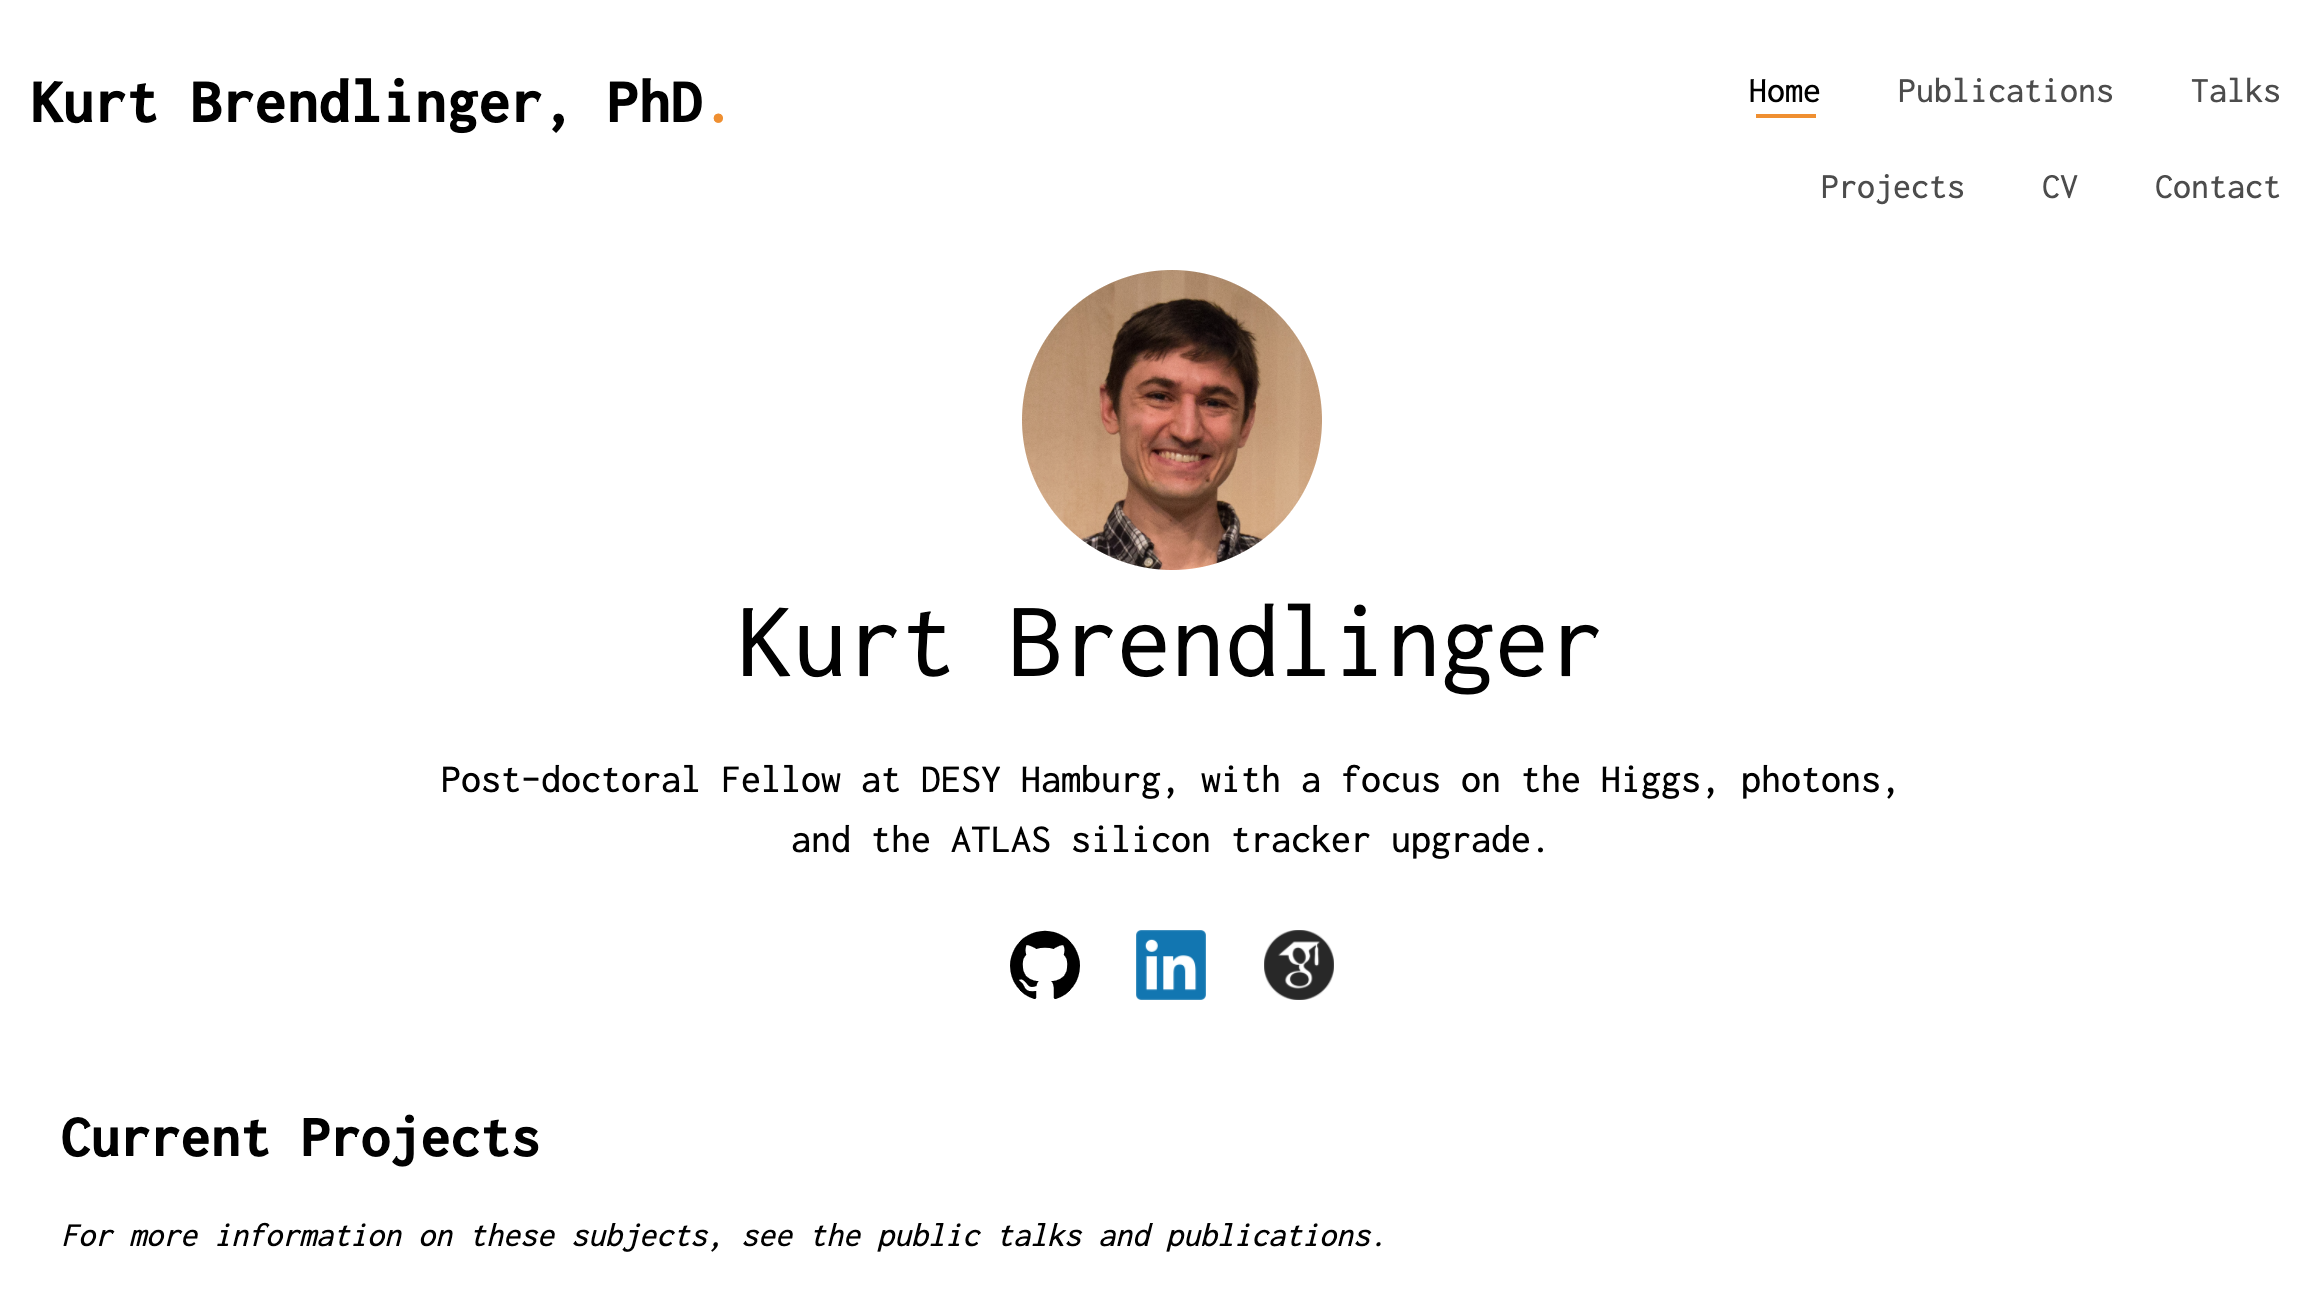 Kurt Brendlinger, PhD.
Home Publications Talks
Projects CV Contact
Kurt Brendlinger
Post-doctoral Fellow at DESY Hamburg, with a focus on the Higgs, photons,
and the ATLAS silicon tracker upgrade.
in
Current Projects
For more information on these subjects, see the public talks and publications.